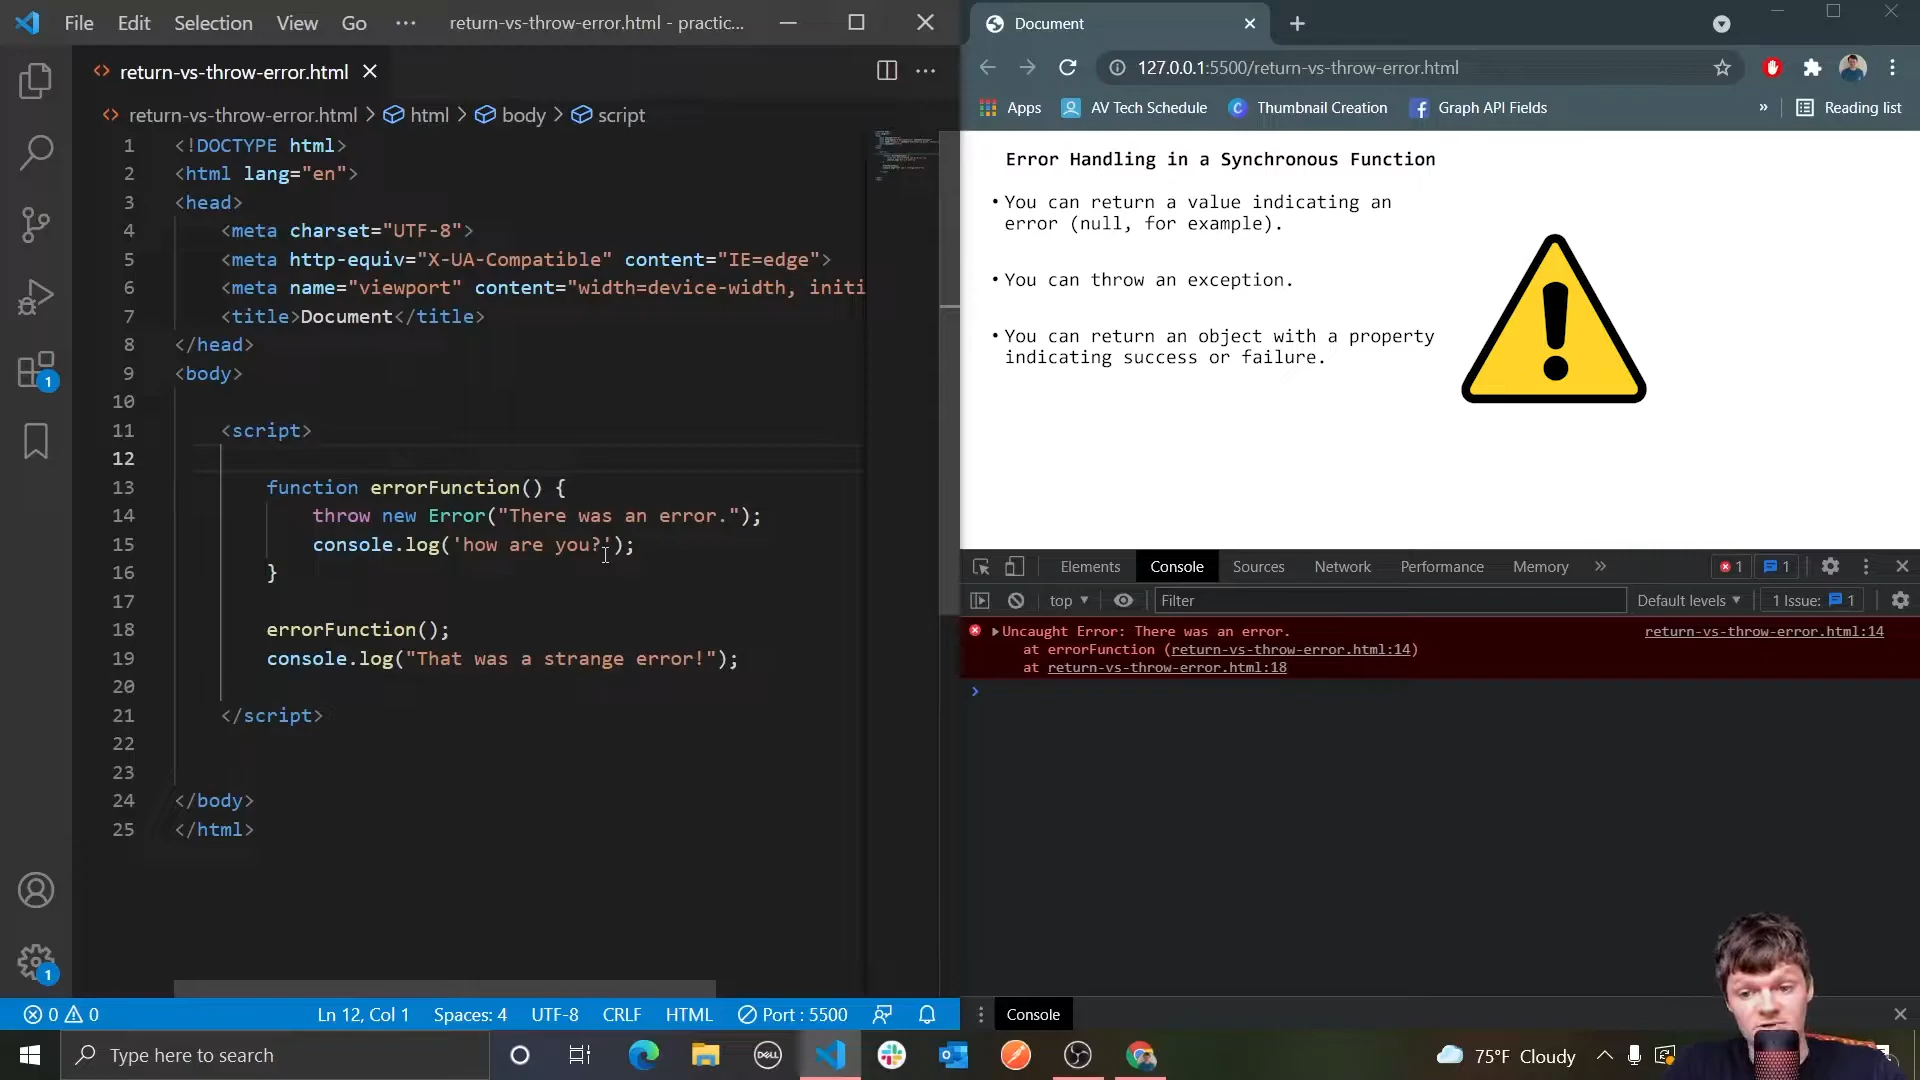 File Edit Selection View Go ··· return-vs-throw-error.html - practic...
return-vs-throw-error.html
return-vs-throw-error.html > html > body > script
1 <!DOCTYPE html>
2 <html lang="en">
3 <head>
4 <meta charset="UTF-8">
5 <meta http-equiv="X-UA-Compatible" content="IE=edge">
6 <meta name="viewport" content="width=device-width, initi
7 <title>Document</title>
8 </head>
9 <body>
10
11 <script>
12
13 function errorFunction() {
14 throw new Error("There was an error.");
15 console.log('how are you?');
16 }
17
18 errorFunction();
19 console.log("That was a strange error!");
20
21 </script>
22
23
24 </body>
25 </html>
1
1
0 0 Ln 12, Col 1 Spaces: 4 UTF-8 CRLF HTML Port : 5500
Document
127.0.0.1:5500/return-vs-throw-error.html
Apps AV Tech Schedule Thumbnail Creation Graph API Fields » Reading list
Error Handling in a Synchronous Function
• You can return a value indicating an
error (null, for example).
• You can throw an exception.
• You can return an object with a property
indicating success or failure.
Elements Console Sources Network Performance Memory » 1 1
top Filter Default levels 1 Issue: 1
Uncaught Error: There was an error. return-vs-throw-error.html:14
at errorFunction (return-vs-throw-error.html:14)
at return-vs-throw-error.html:18
Console
Type here to search
DELL
75°F Cloudy